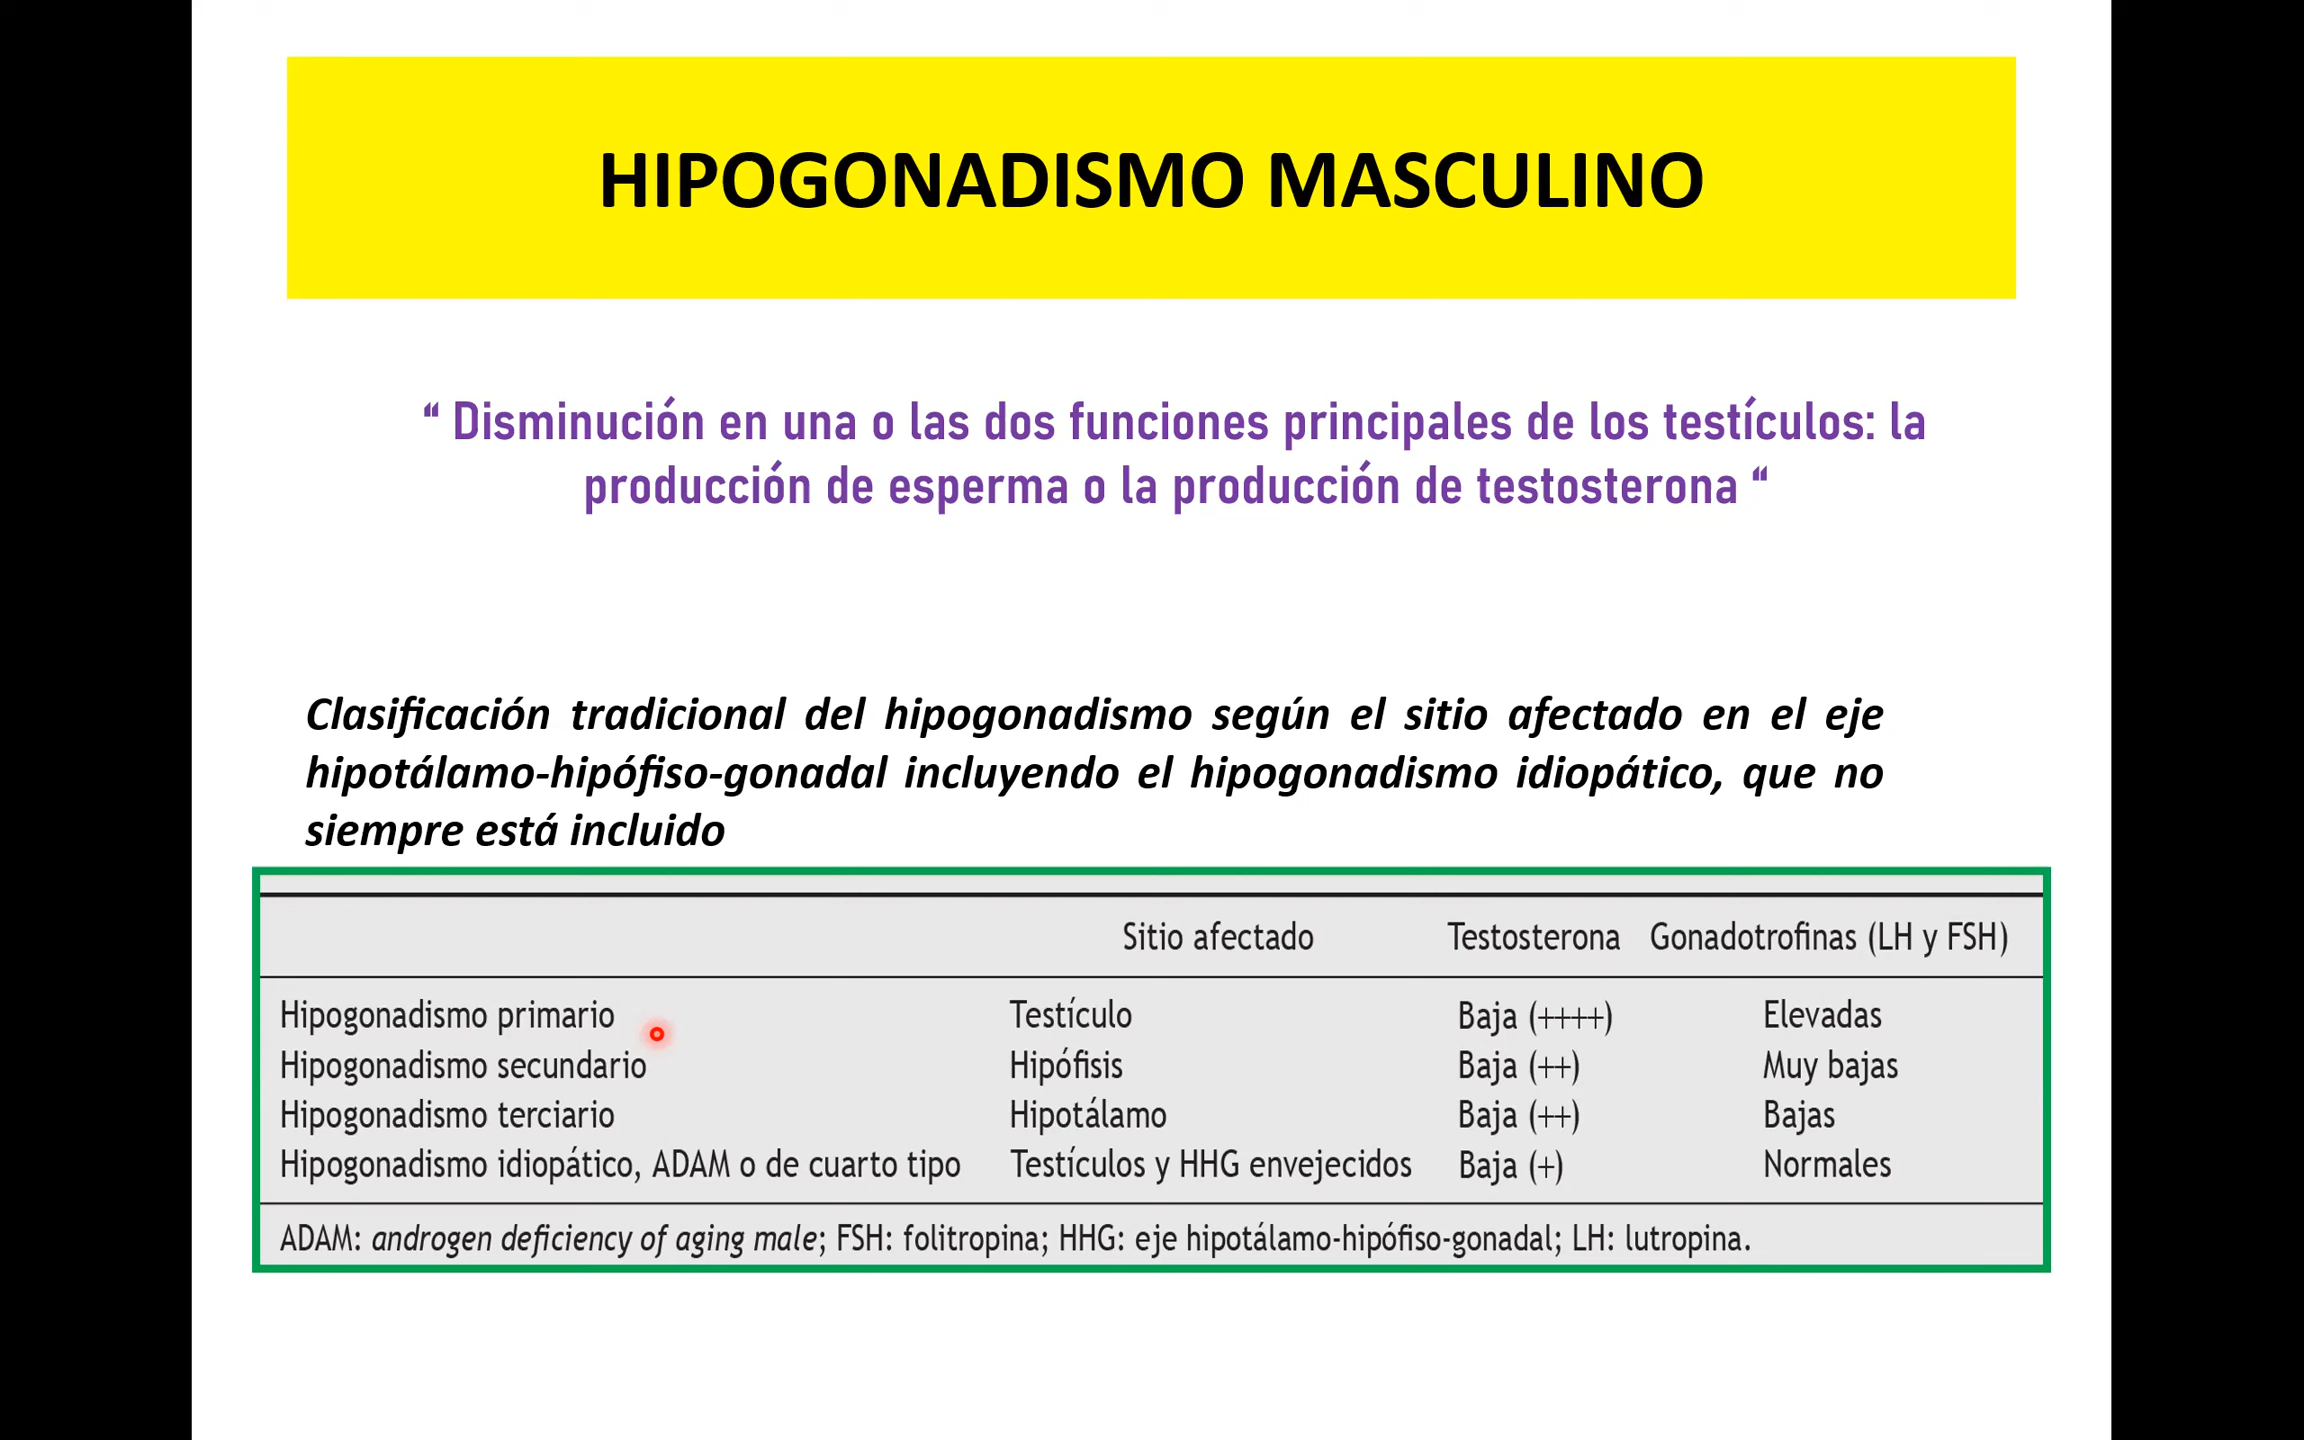 HIPOGONADISMO MASCULINO
“ Disminución en una o las dos funciones principales de los testículos: la
producción de esperma o la producción de testosterona “
Clasificación tradicional del hipogonadismo según el sitio afectado en el eje
hipotálamo-hipófiso-gonadal incluyendo el hipogonadismo idiopático, que no
siempre está incluido
Sitio afectado Testosterona Gonadotrofinas (LH y FSH)
Hipogonadismo primario Testículo Baja (++++) Elevadas
Hipogonadismo secundario Hipófisis Baja (++) Muy bajas
Hipogonadismo terciario Hipotálamo Baja (++) Bajas
Hipogonadismo idiopático, ADAM o de cuarto tipo Testículos y HHG envejecidos Baja (+) Normales
ADAM: androgen deficiency of aging male; FSH: folitropina; HHG: eje hipotálamo-hipófiso-gonadal; LH: lutropina.